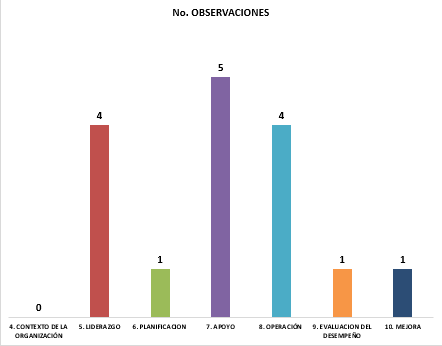 No. OBSERVACIONES
5
4
4
1
1
1
0
4. CONTEXTO DE LA
ORGANIZACIÓN
5. LIDERAZGO
6. PLANIFICACION
7. APOYO
8. OPERACIÓN
9. EVALUACION DEL
DESEMPEÑO
10. MEJORA